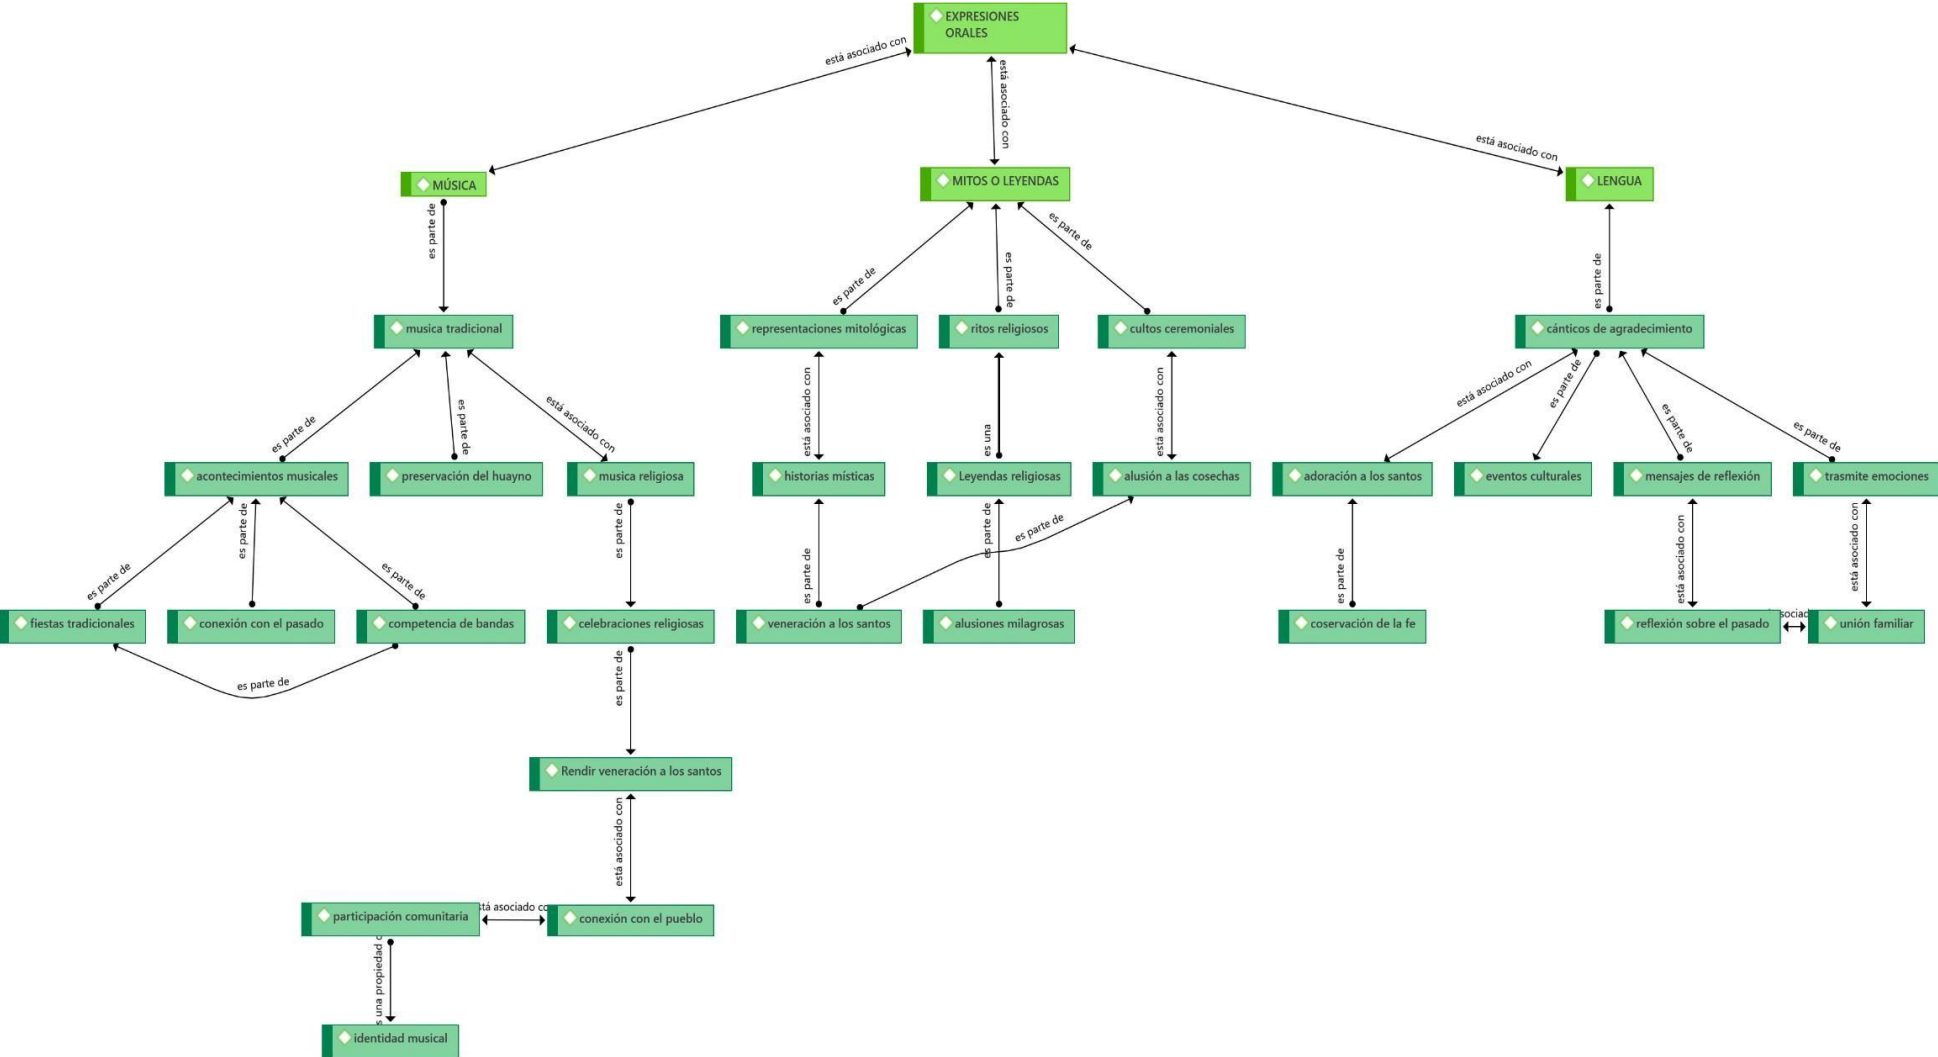 EXPRESIONES
ORALES
está asociado con
está asociado con
está asociado con
MÚSICA
MITOS O LEYENDAS
LENGUA
es parte de
es parte de
es parte de
es parte de
es parte de
musica tradicional
representaciones mitológicas
ritos religiosos
cultos ceremoniales
cánticos de agradecimiento
es parte de
es parte de
está asociado con
está asociado con
es una
está asociado con
está asociado con
es parte de
es parte de
es parte de
acontecimientos musicales
preservación del huayno
musica religiosa
historias místicas
Leyendas religiosas
alusión a las cosechas
adoración a los santos
eventos culturales
mensajes de reflexión
trasmite emociones
es parte de
es parte de
es parte de
es parte de
es parte de
es parte de
es parte de
es parte de
está asociado con
está asociado con
fiestas tradicionales
conexión con el pasado
competencia de bandas
celebraciones religiosas
veneración a los santos
alusiones milagrosas
coservación de la fe
reflexión sobre el pasado
sociad
unión familiar
es parte de
es parte de
Rendir veneración a los santos
está asociado con
participación comunitaria
stá asociado co
conexión con el pueblo
s una propiedad d
identidad musical